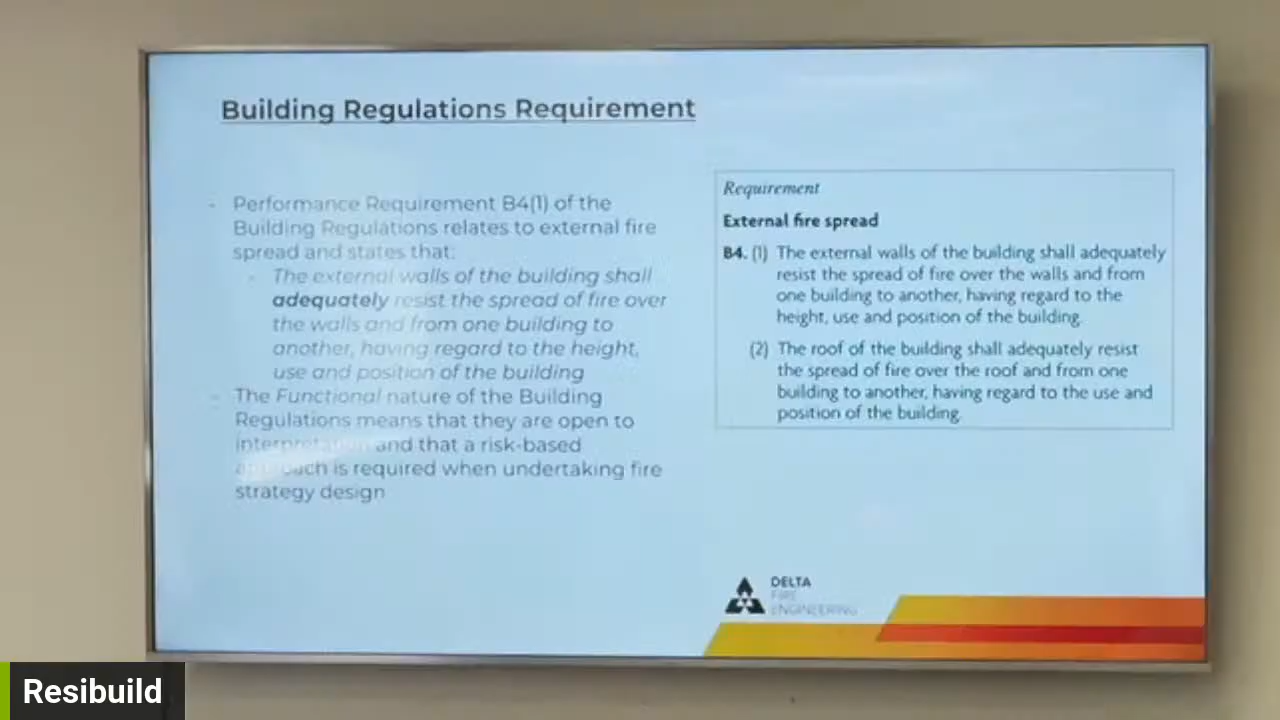 Building Regulations Requirement
- Performance Requirement B4(1) of the
Building Regulations relates to external fire
spread and states that:
- The external walls of the building shall
adequately resist the spread of fire over
the walls and from one building to
another, having regard to the height,
use and position of the building
- The Functional nature of the Building
Regulations means that they are open to
interpretation and that a risk-based
approach is required when undertaking fire
strategy design
Requirement
External fire spread
B4. (1) The external walls of the building shall adequately
resist the spread of fire over the walls and from
one building to another, having regard to the
height, use and position of the building.
(2) The roof of the building shall adequately resist
the spread of fire over the roof and from one
building to another, having regard to the use and
position of the building.
DELTA
FIRE
ENGINEERING
Resibuild